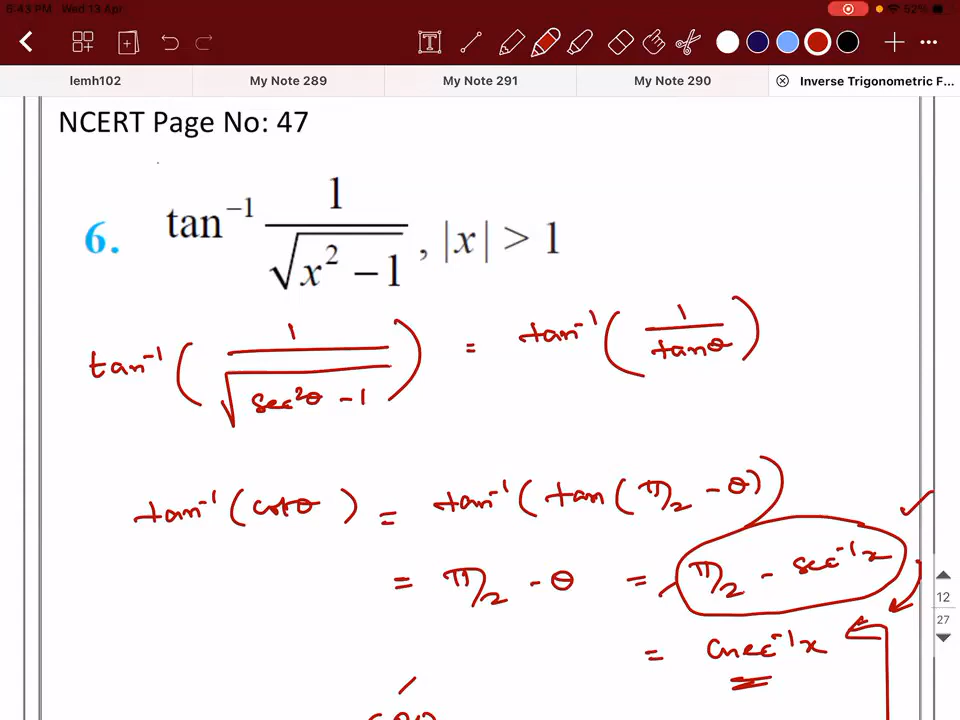 6:43 PM Wed 13 Apr 52%
lemh102 My Note 289 My Note 291 My Note 290 Inverse Trigonometric F...
NCERT Page No: 47
6. tan⁻¹ 1/√(x² − 1), |x| > 1
tan⁻¹(1/√(sec²θ − 1)) = tan⁻¹(1/tanθ)
tan⁻¹(cotθ) = tan⁻¹(tan(π/2 − θ))
= π/2 − θ = π/2 − sec⁻¹x
12
27
= cosec⁻¹x